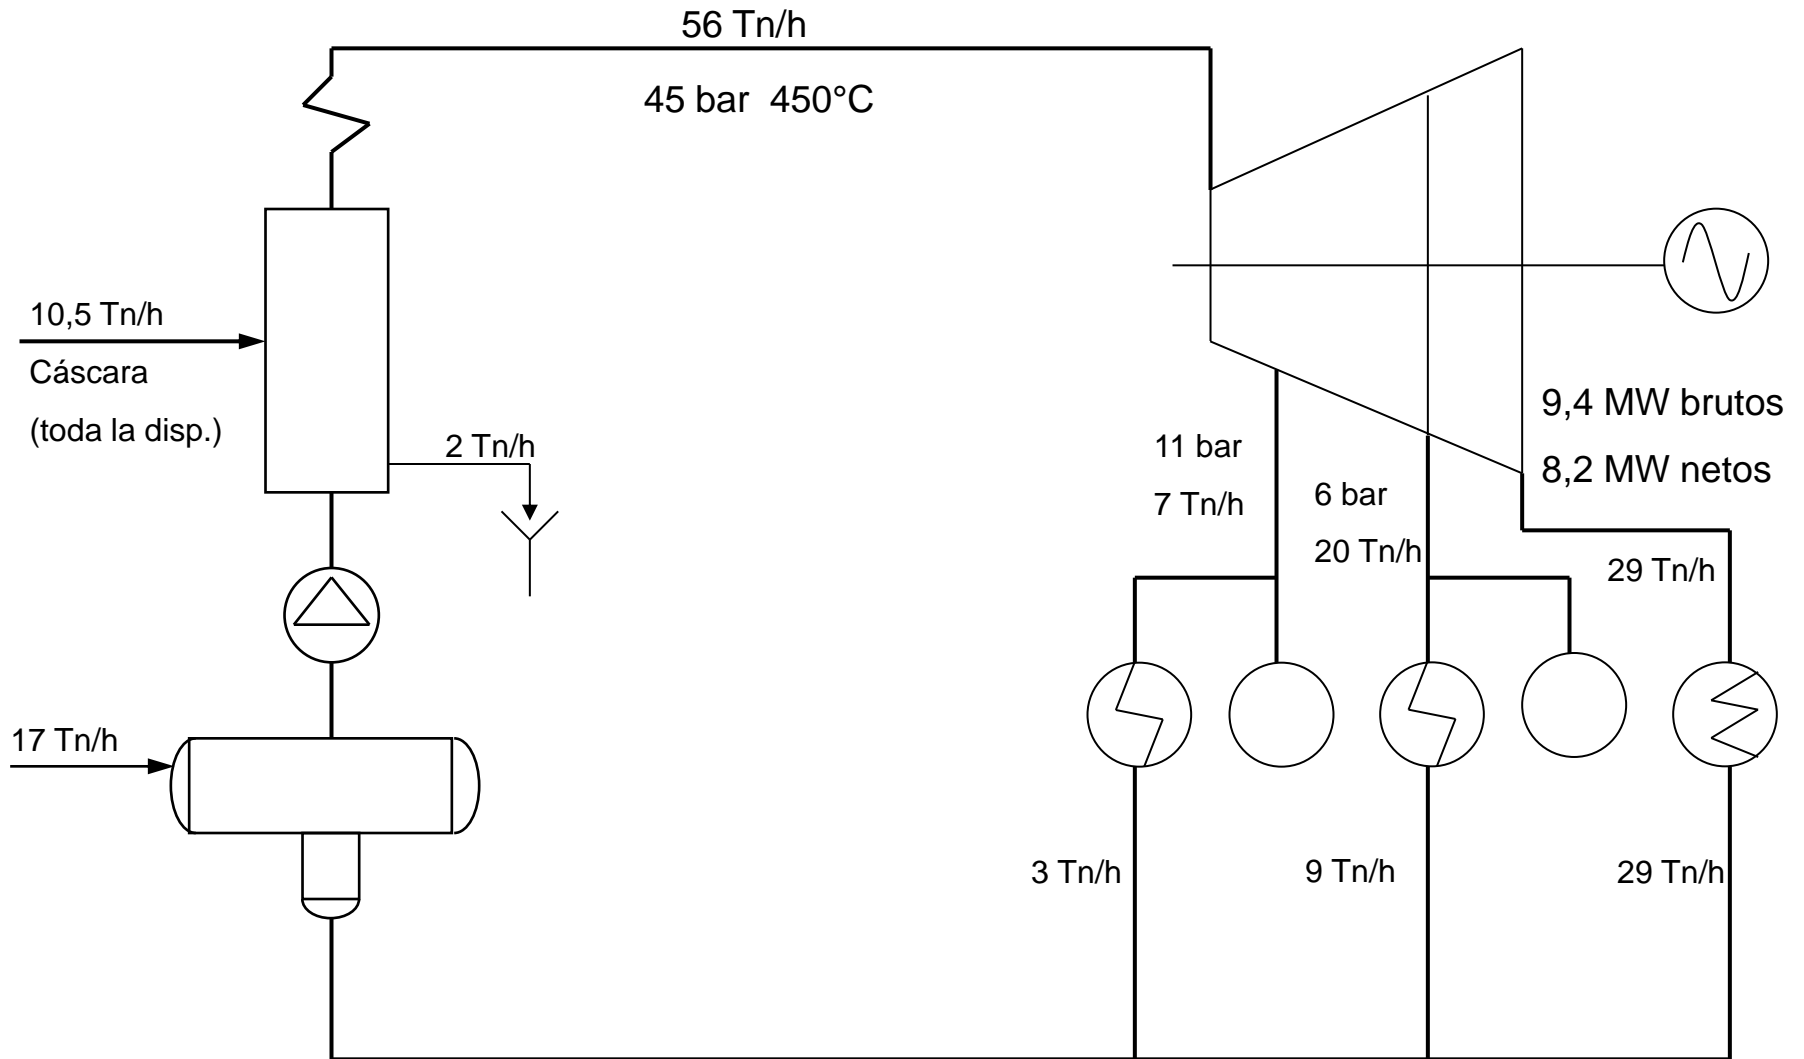 56 Tn/h
45 bar  450°C
10,5 Tn/h
Cáscara
(toda la disp.)
2 Tn/h
17 Tn/h
9,4 MW brutos
8,2 MW netos
11 bar
7 Tn/h
6 bar
20 Tn/h
29 Tn/h
3 Tn/h
9 Tn/h
29 Tn/h